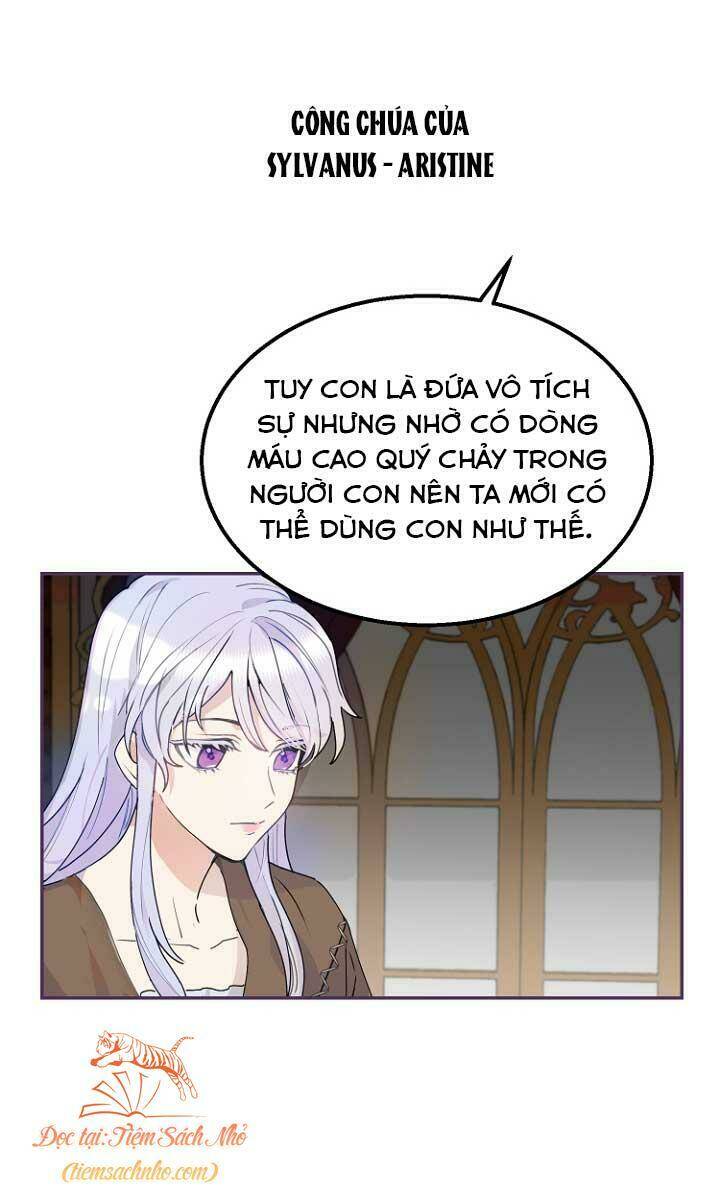 CÔNG CHÚA CỦA
SYLVANUS - ARISTINE
TUY CON LÀ ĐỨA VÔ TÍCH
SỰ NHƯNG NHỜ CÓ DÒNG
MÁU CAO QUÝ CHẢY TRONG
NGƯỜI CON NÊN TA MỚI CÓ
THỂ DÙNG CON NHƯ THẾ.
Đọc tại: Tiệm Sách Nhỏ
(tiemsachnho.com)